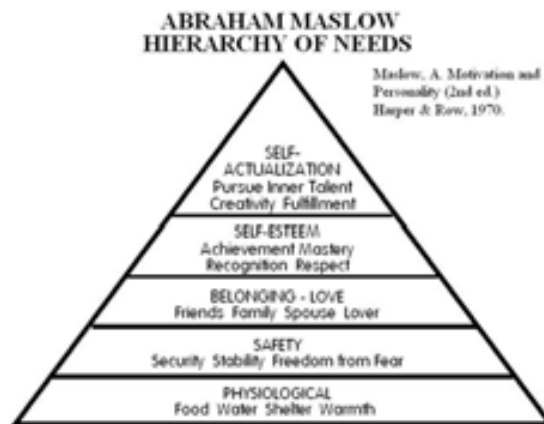 ABRAHAM MASLOW
HIERARCHY OF NEEDS
Maslow, A. Motivation and
Personality (2nd ed.)
Harper & Row, 1970.
SELF-
ACTUALIZATION
Pursue Inner Talent
Creativity Fulfillment
SELF-ESTEEM
Achievement Mastery
Recognition Respect
BELONGING - LOVE
Friends Family Spouse Lover
SAFETY
Security Stability Freedom from Fear
PHYSIOLOGICAL
Food Water Shelter Warmth